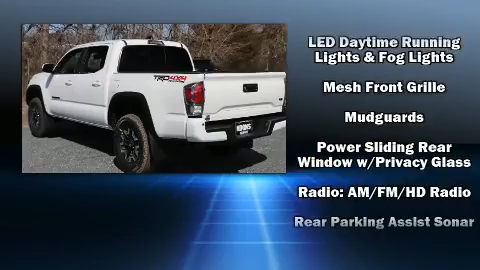 LED Daytime Running
Lights & Fog Lights
Mesh Front Grille
Mudguards
Power Sliding Rear
Window w/Privacy Glass
Radio: AM/FM/HD Radio
Rear Parking Assist Sonar
TRD 4X4